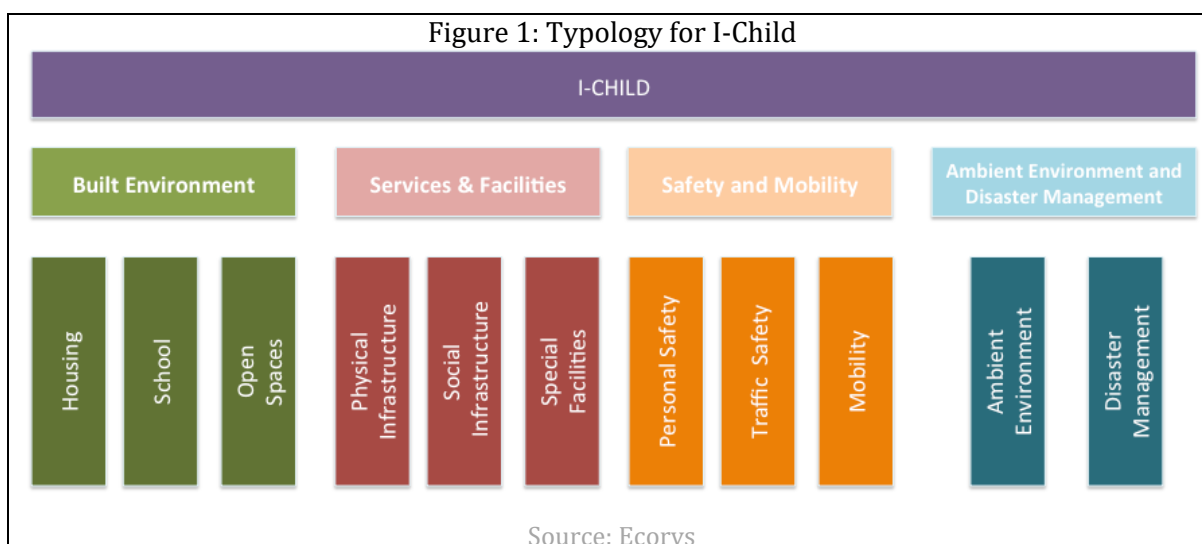 Figure 1: Typology for I-Child
I-CHILD
Built Environment
Services & Facilities
Safety and Mobility
Ambient Environment and
Disaster Management
Housing
School
Open
Spaces
Physical
Infrastructure
Social
Infrastructure
Special
Facilities
Personal Safety
Traffic Safety
Mobility
Ambient
Environment
Disaster
Management
Source: Ecorys